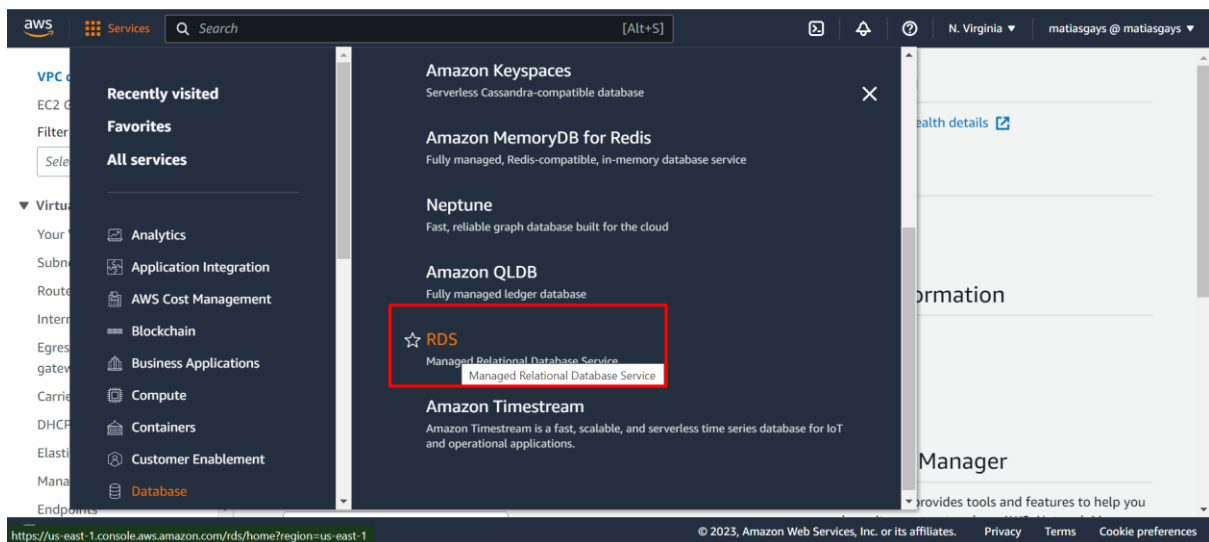 aws
Services
Search
[Alt+S]
N. Virginia
matiasgays @ matiasgays
VPC
EC2
Filter
Sele
Virtu
Your
Subn
Route
Intern
Egres
gatew
Carrie
DHCP
Elasti
Mana
Endpoints
Recently visited
Favorites
All services
Analytics
Application Integration
AWS Cost Management
Blockchain
Business Applications
Compute
Containers
Customer Enablement
Database
Amazon Keyspaces
Serverless Cassandra-compatible database
Amazon MemoryDB for Redis
Fully managed, Redis-compatible, in-memory database service
Neptune
Fast, reliable graph database built for the cloud
Amazon QLDB
Fully managed ledger database
RDS
Managed Relational Database Service
Managed Relational Database Service
Amazon Timestream
Amazon Timestream is a fast, scalable, and serverless time series database for IoT
and operational applications.
ealth details
ormation
Manager
provides tools and features to help you
https://us-east-1.console.aws.amazon.com/rds/home?region=us-east-1
© 2023, Amazon Web Services, Inc. or its affiliates.
Privacy
Terms
Cookie preferences